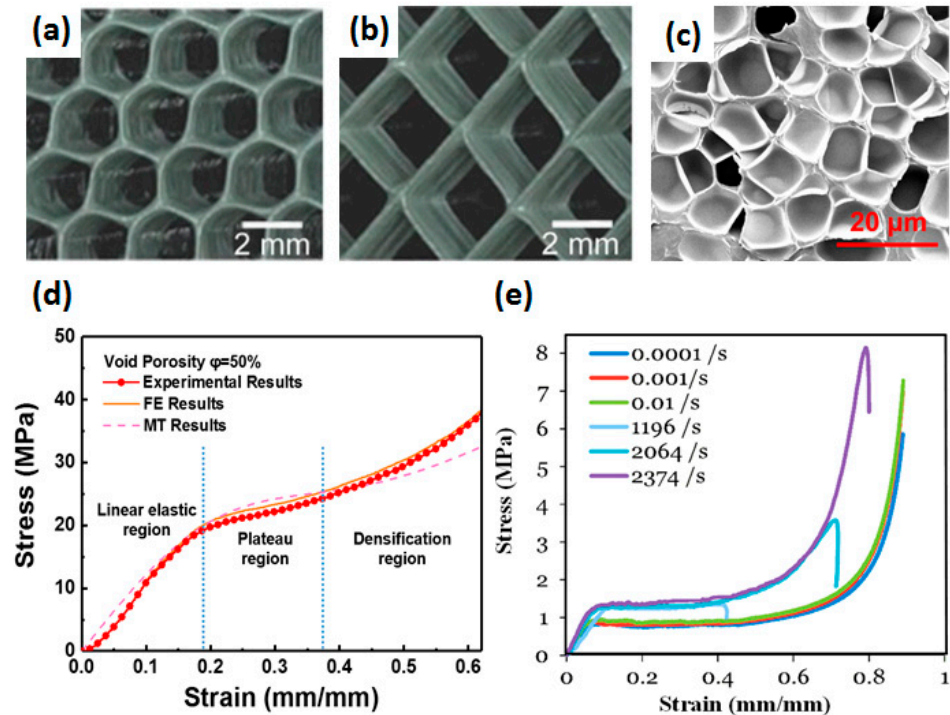 (a)
(b)
(c)
2 mm
2 mm
20 µm
(d)
(e)
50
40
30
20
10
0
Stress (MPa)
Void Porosity φ=50%
Experimental Results
FE Results
MT Results
Linear elastic
region
Plateau
region
Densification
region
0.0 0.1 0.2 0.3 0.4 0.5 0.6
Strain (mm/mm)
8
7
6
5
4
3
2
1
0
Stress (MPa)
0.0001 /s
0.001/s
0.01 /s
1196 /s
2064 /s
2374 /s
0 0.2 0.4 0.6 0.8 1
Strain (mm/mm)